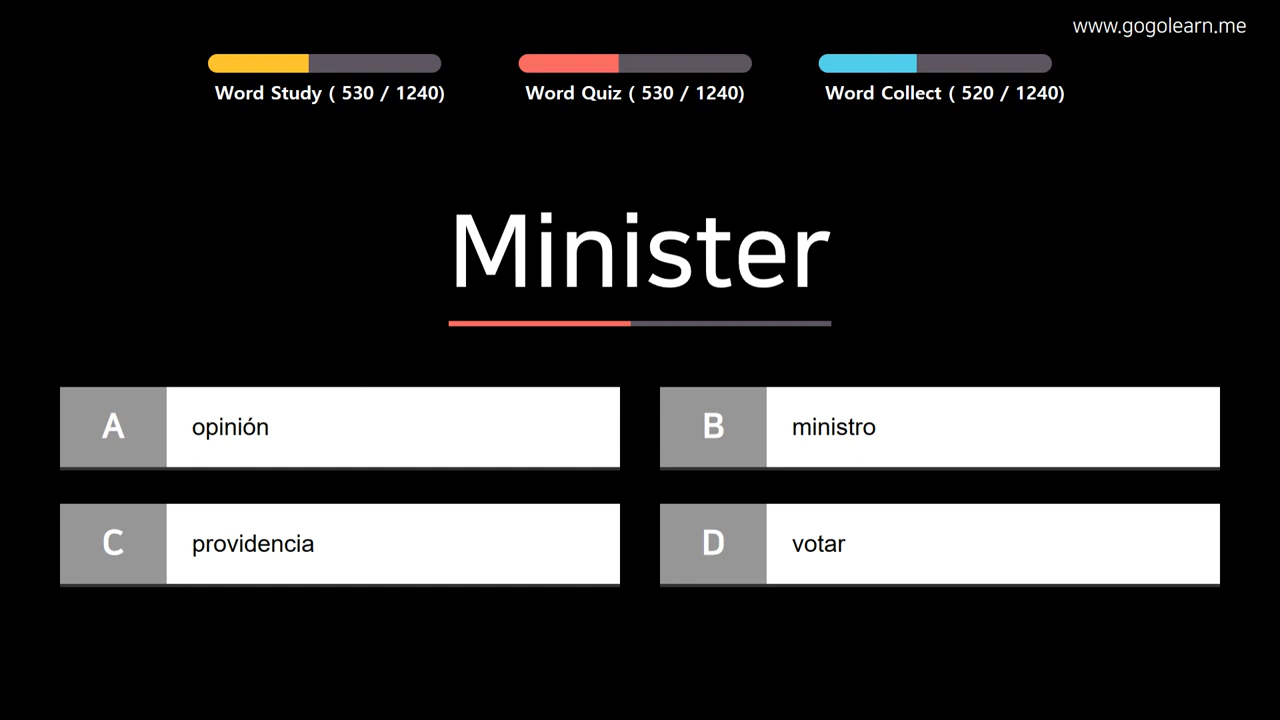 www.gogolearn.me
Word Study ( 530 / 1240)
Word Quiz ( 530 / 1240)
Word Collect ( 520 / 1240)
Minister
A opinión
B ministro
C providencia
D votar